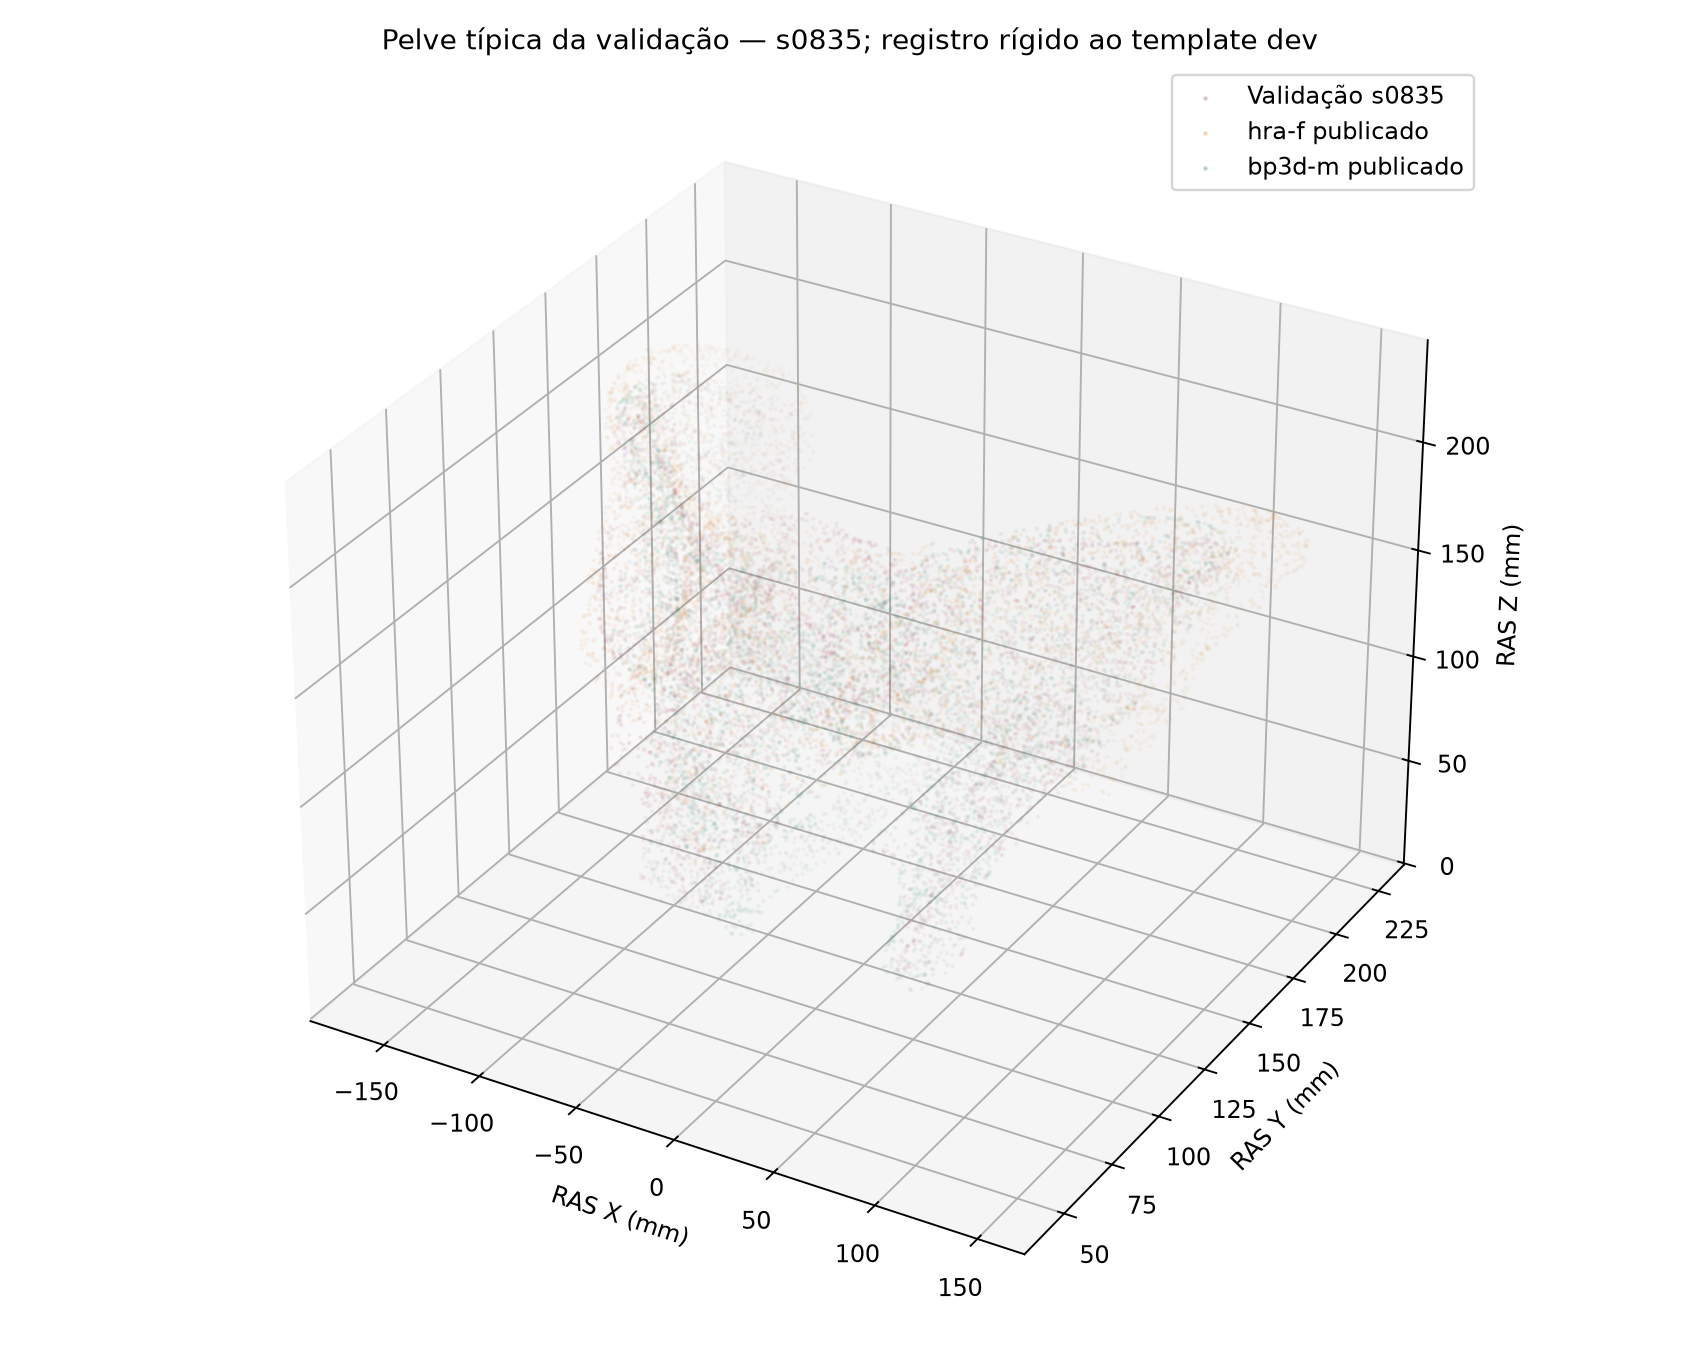 Pelve típica da validação — s0835; registro rígido ao template dev
Validação s0835
hra-f publicado
bp3d-m publicado
200
150
100
50
0
RAS Z (mm)
225
200
175
150
125
100
75
50
RAS Y (mm)
−150
−100
−50
0
50
100
150
RAS X (mm)